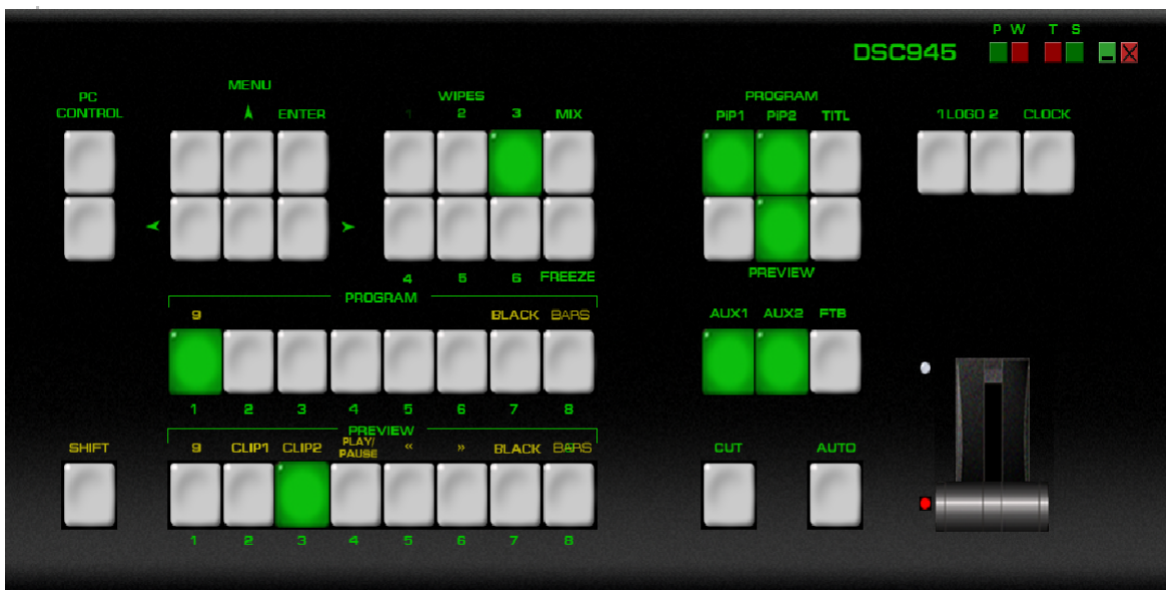 P W T S
DSC945
PC
CONTROL
MENU
ENTER
WIPES
1 2 3 MIX
PROGRAM
PiP1 PiP2 TITL
1 LOGO 2 CLOCK
4 5 6 FREEZE
PREVIEW
PROGRAM
9 BLACK BARS
AUX1 AUX2 FTB
1 2 3 4 5 6 7 8
PREVIEW
SHIFT
9 CLIP1 CLIP2 PLAY/
PAUSE « » BLACK BARS
CUT AUTO
1 2 3 4 5 6 7 8